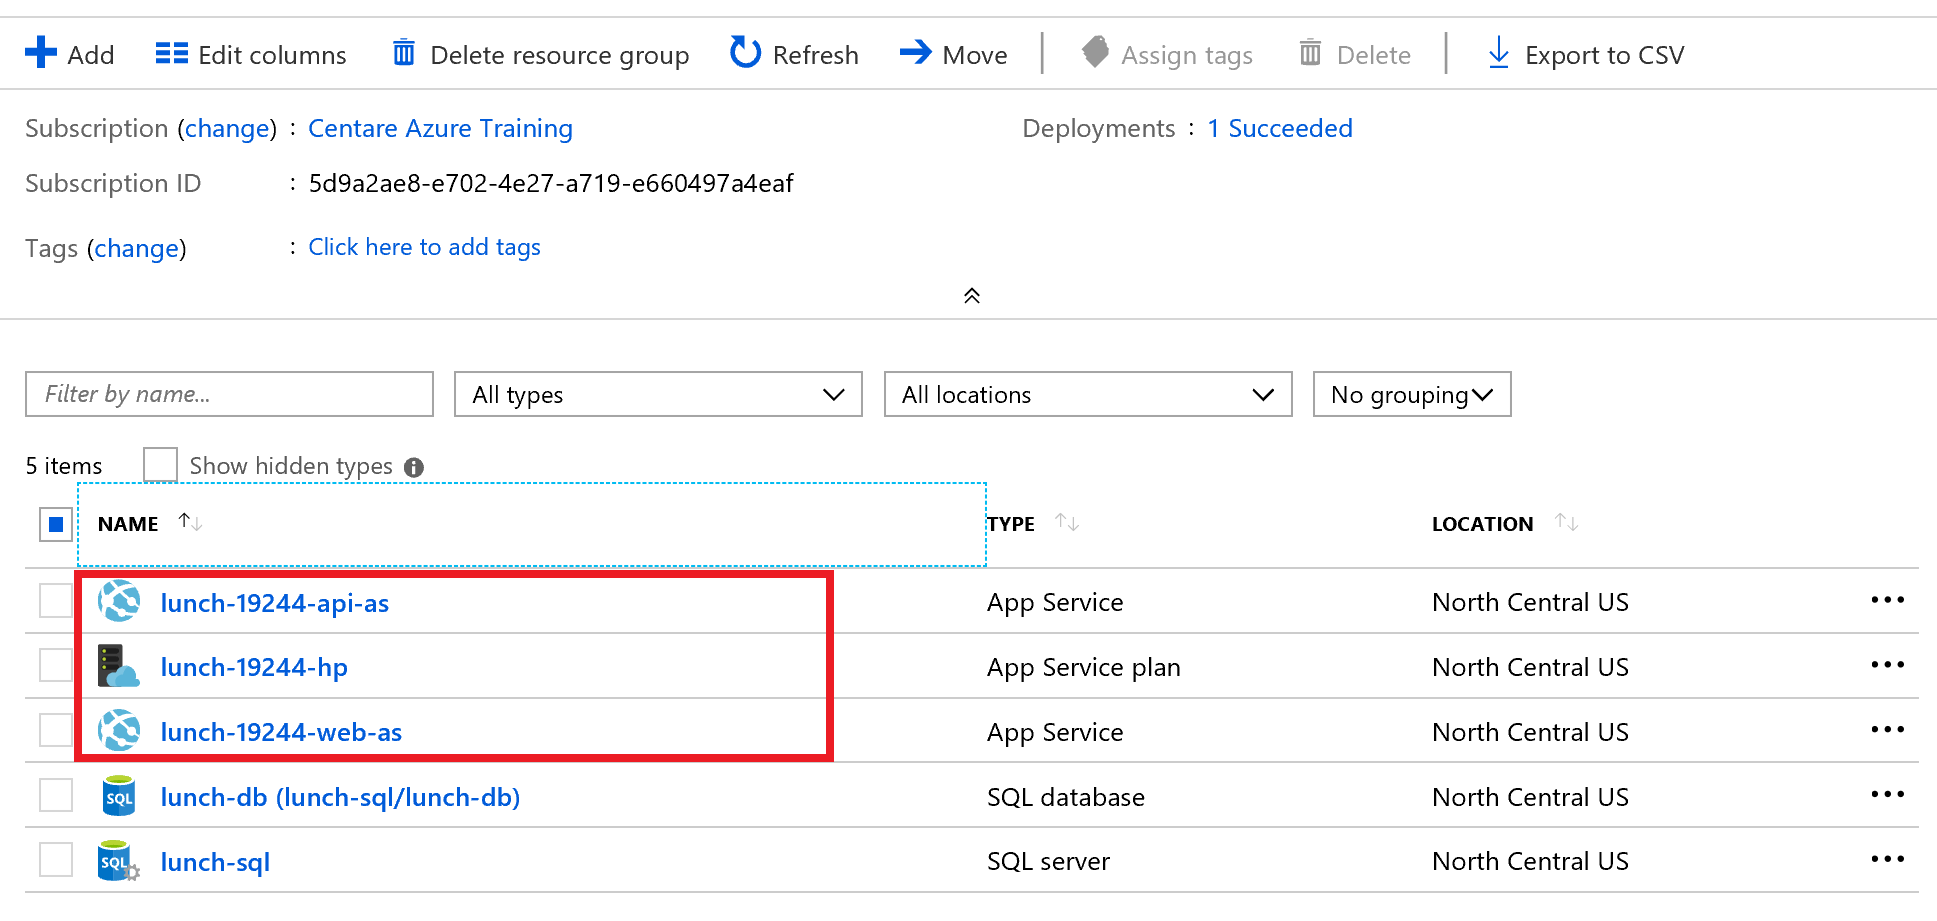 Add Edit columns Delete resource group Refresh Move Assign tags Delete Export to CSV
Subscription (change) : Centare Azure Training Deployments : 1 Succeeded
Subscription ID : 5d9a2ae8-e702-4e27-a719-e660497a4eaf
Tags (change) : Click here to add tags
Filter by name... All types All locations No grouping
5 items Show hidden types
NAME TYPE LOCATION
lunch-19244-api-as App Service North Central US
lunch-19244-hp App Service plan North Central US
lunch-19244-web-as App Service North Central US
SQL lunch-db (lunch-sql/lunch-db) SQL database North Central US
SQL lunch-sql SQL server North Central US